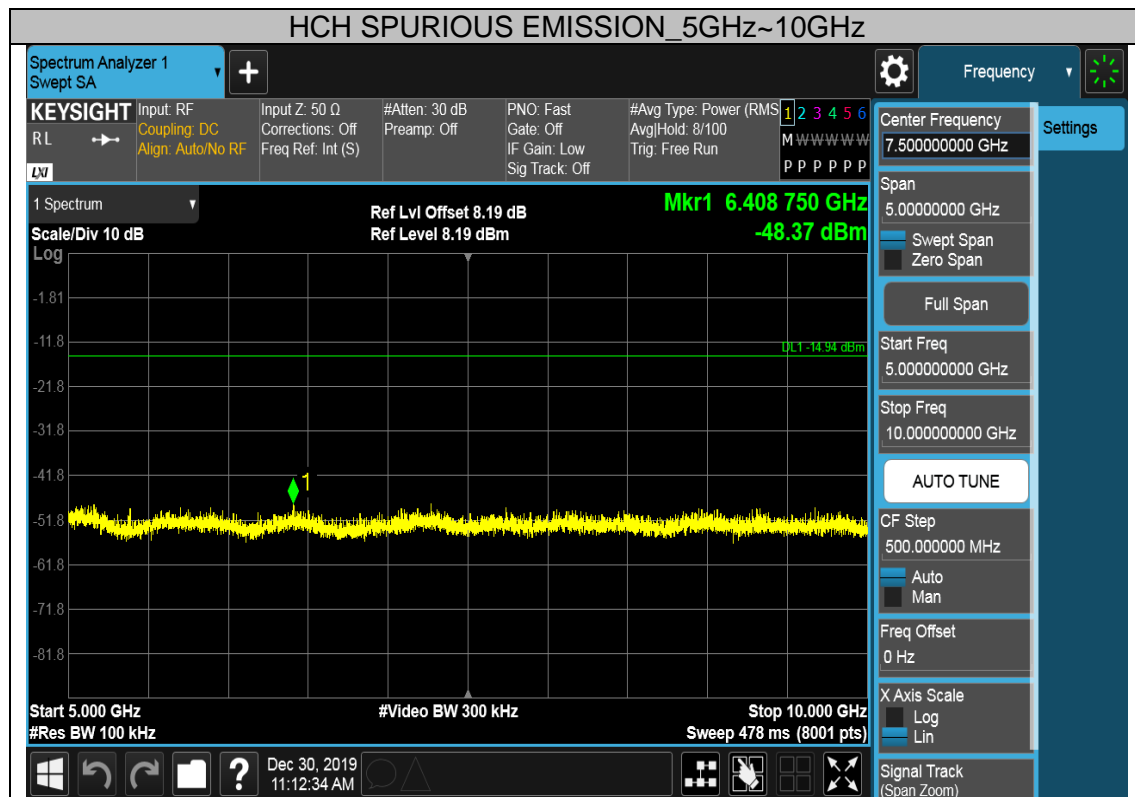 HCH SPURIOUS EMISSION_5GHz~10GHz
Spectrum Analyzer 1
Swept SA
+
Frequency
KEYSIGHT
RL
LXI
Input: RF
Coupling: DC
Align: Auto/No RF
Input Z: 50 Ω
Corrections: Off
Freq Ref: Int (S)
#Atten: 30 dB
Preamp: Off
PNO: Fast
Gate: Off
IF Gain: Low
Sig Track: Off
#Avg Type: Power (RMS
Avg|Hold: 8/100
Trig: Free Run
1 2 3 4 5 6
M W W W W W
P P P P P P
1 Spectrum
Scale/Div 10 dB
Log
Ref Lvl Offset 8.19 dB
Ref Level 8.19 dBm
Mkr1 6.408 750 GHz
-48.37 dBm
-1.81
-11.8
DL1 -14.94 dBm
-21.8
-31.8
-41.8
1
-51.8
-61.8
-71.8
-81.8
Start 5.000 GHz
#Res BW 100 kHz
#Video BW 300 kHz
Stop 10.000 GHz
Sweep 478 ms (8001 pts)
Center Frequency
7.500000000 GHz
Settings
Span
5.00000000 GHz
Swept Span
Zero Span
Full Span
Start Freq
5.000000000 GHz
Stop Freq
10.000000000 GHz
AUTO TUNE
CF Step
500.000000 MHz
Auto
Man
Freq Offset
0 Hz
X Axis Scale
Log
Lin
Signal Track
(Span Zoom)
?
Dec 30, 2019
11:12:34 AM